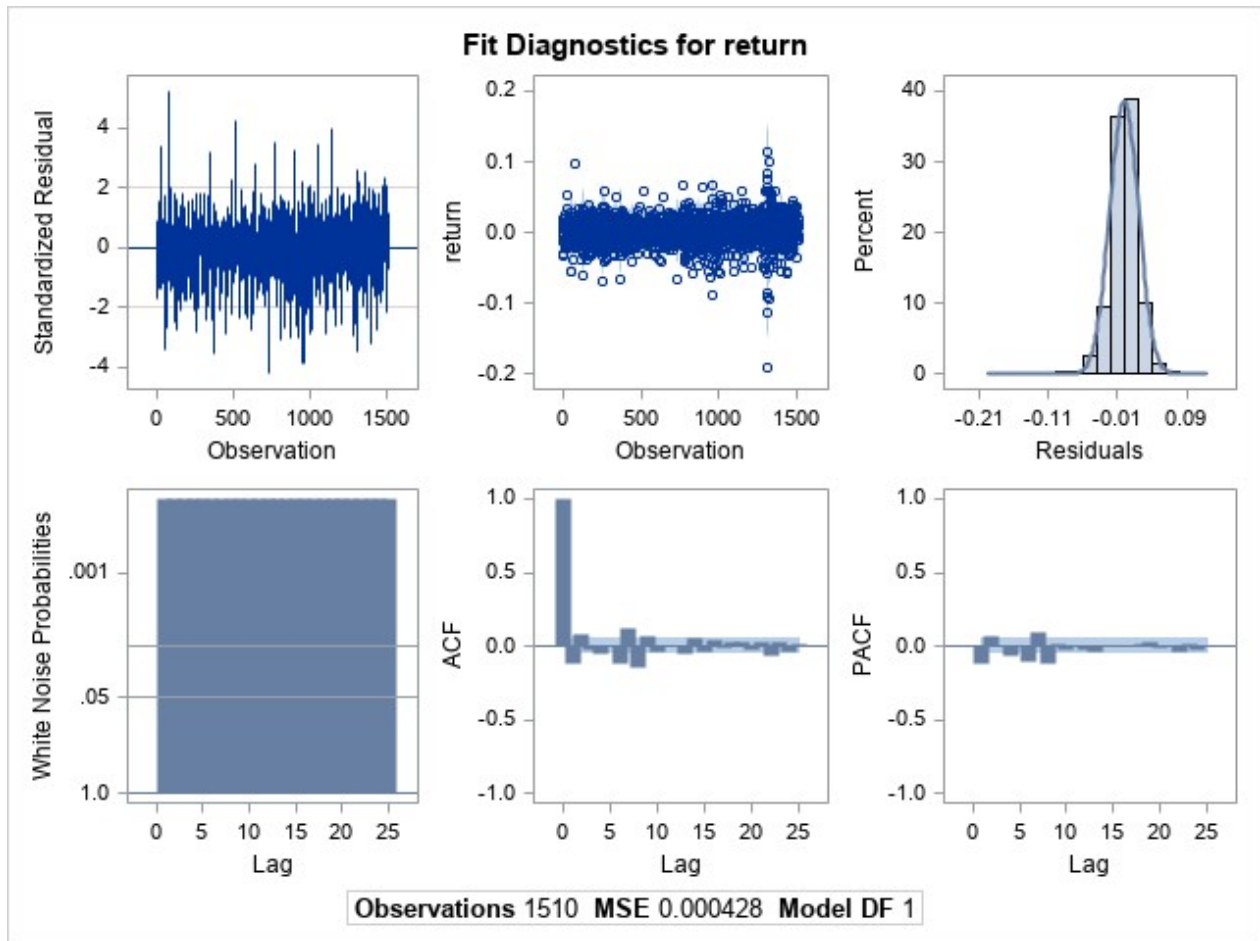 Fit Diagnostics for return
Standardized Residual
4
2
0
-2
-4
0 500 1000 1500
Observation
return
0.2
0.1
0.0
-0.1
-0.2
0 500 1000 1500
Observation
Percent
40
30
20
10
0
-0.21 -0.11 -0.01 0.09
Residuals
White Noise Probabilities
.001
.05
1.0
0 5 10 15 20 25
Lag
ACF
1.0
0.5
0.0
-0.5
-1.0
0 5 10 15 20 25
Lag
PACF
1.0
0.5
0.0
-0.5
-1.0
0 5 10 15 20 25
Lag
Observations 1510 MSE 0.000428 Model DF 1